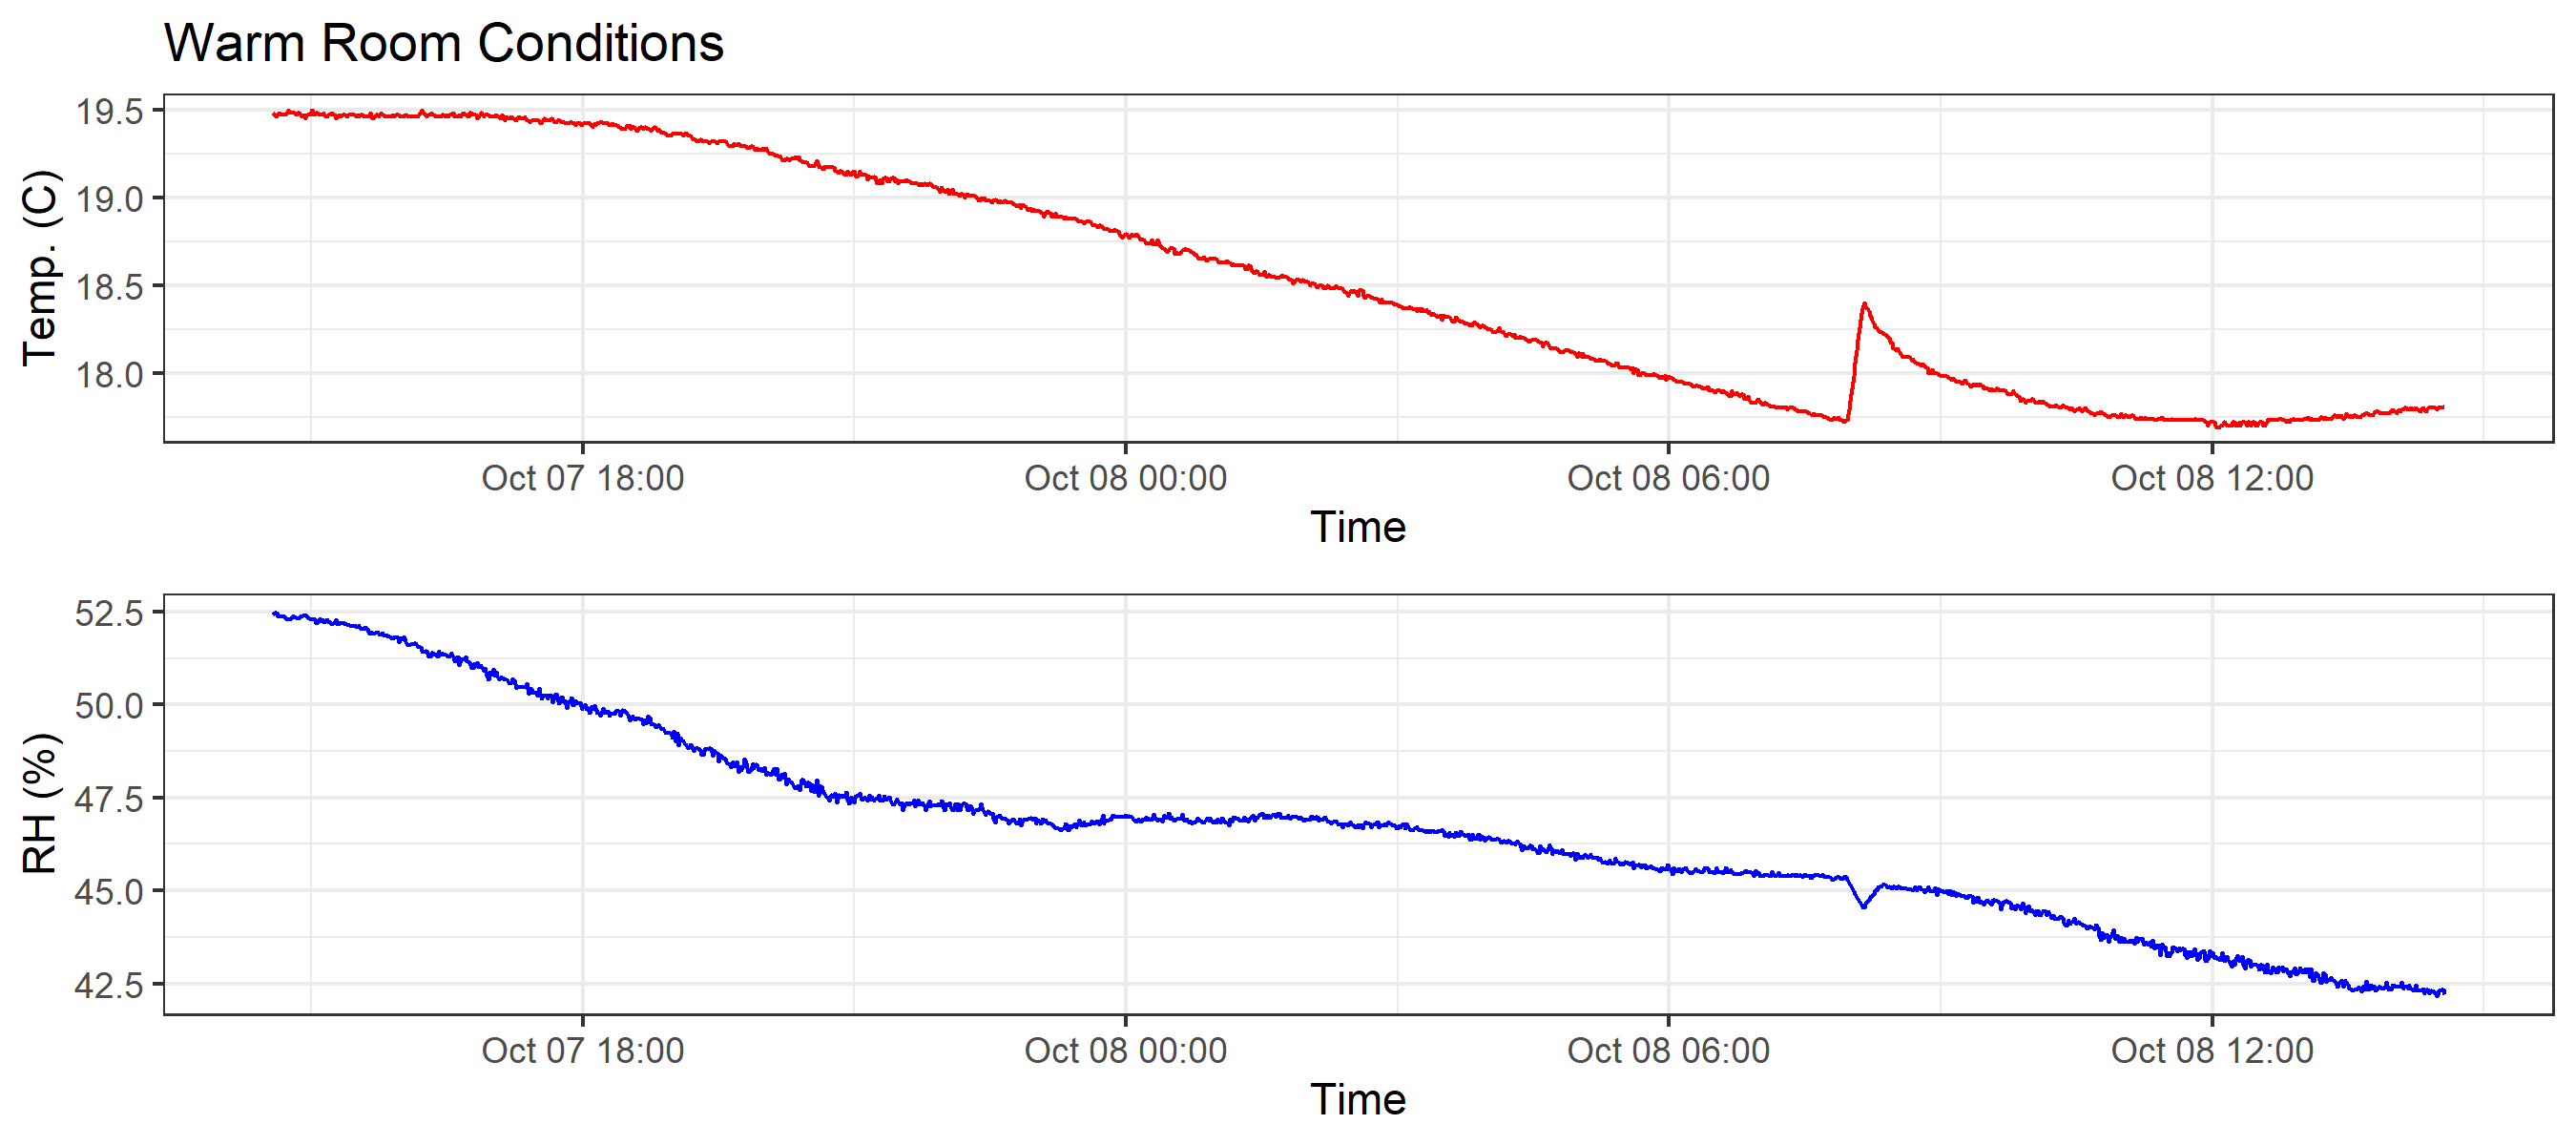 Warm Room Conditions
Temp. (C)
19.5
19.0
18.5
18.0
Oct 07 18:00 Oct 08 00:00 Oct 08 06:00 Oct 08 12:00
Time
RH (%)
52.5
50.0
47.5
45.0
42.5
Oct 07 18:00 Oct 08 00:00 Oct 08 06:00 Oct 08 12:00
Time